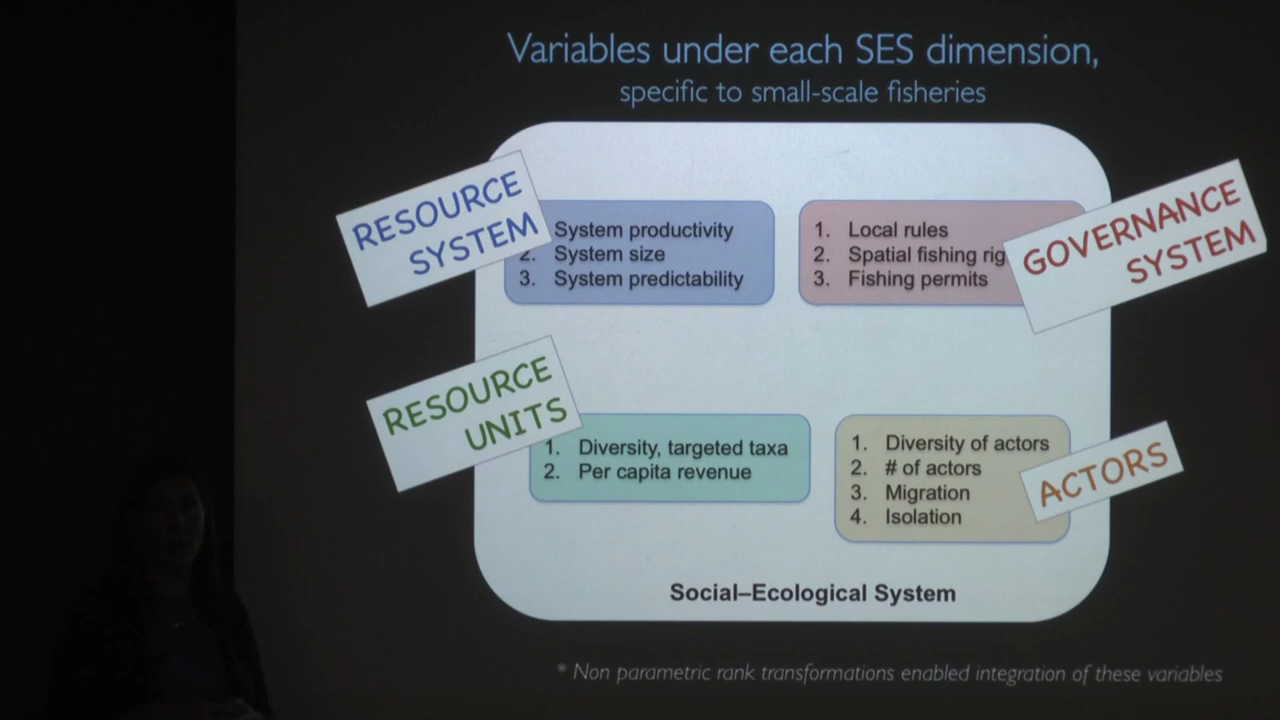 Variables under each SES dimension,
specific to small-scale fisheries
RESOURCE
SYSTEM
System productivity
2. System size
3. System predictability
1. Local rules
2. Spatial fishing rig
3. Fishing permits
GOVERNANCE
SYSTEM
RESOURCE
UNITS
1. Diversity, targeted taxa
2. Per capita revenue
1. Diversity of actors
2. # of actors
3. Migration
4. Isolation
ACTORS
Social–Ecological System
* Non parametric rank transformations enabled integration of these variables